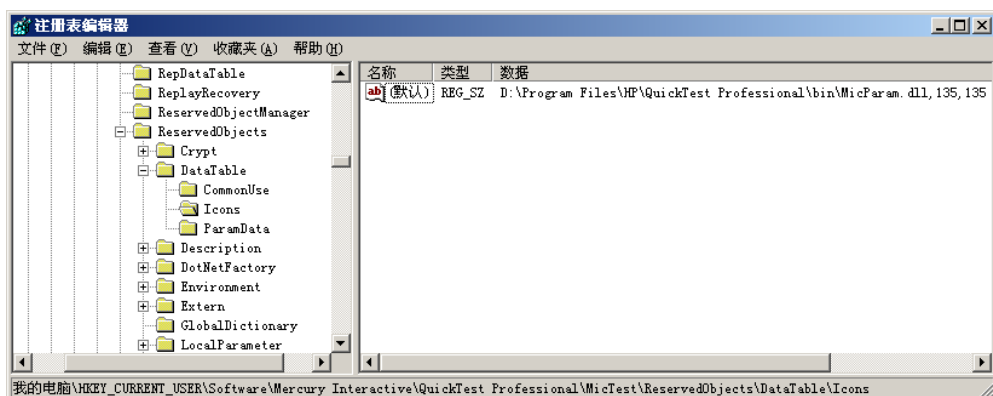 注册表编辑器
文件(F) 编辑(E) 查看(V) 收藏夹(A) 帮助(H)
RepDataTable
ReplayRecovery
ReservedObjectManager
ReservedObjects
Crypt
DataTable
CommonUse
Icons
ParamData
Description
DotNetFactory
Environment
Extern
GlobalDictionary
LocalParameter
名称 类型 数据
ab (默认) REG_SZ D:\Program Files\HP\QuickTest Professional\bin\MicParam.dll,135,135
我的电脑\HKEY_CURRENT_USER\Software\Mercury Interactive\QuickTest Professional\MicTest\ReservedObjects\DataTable\Icons